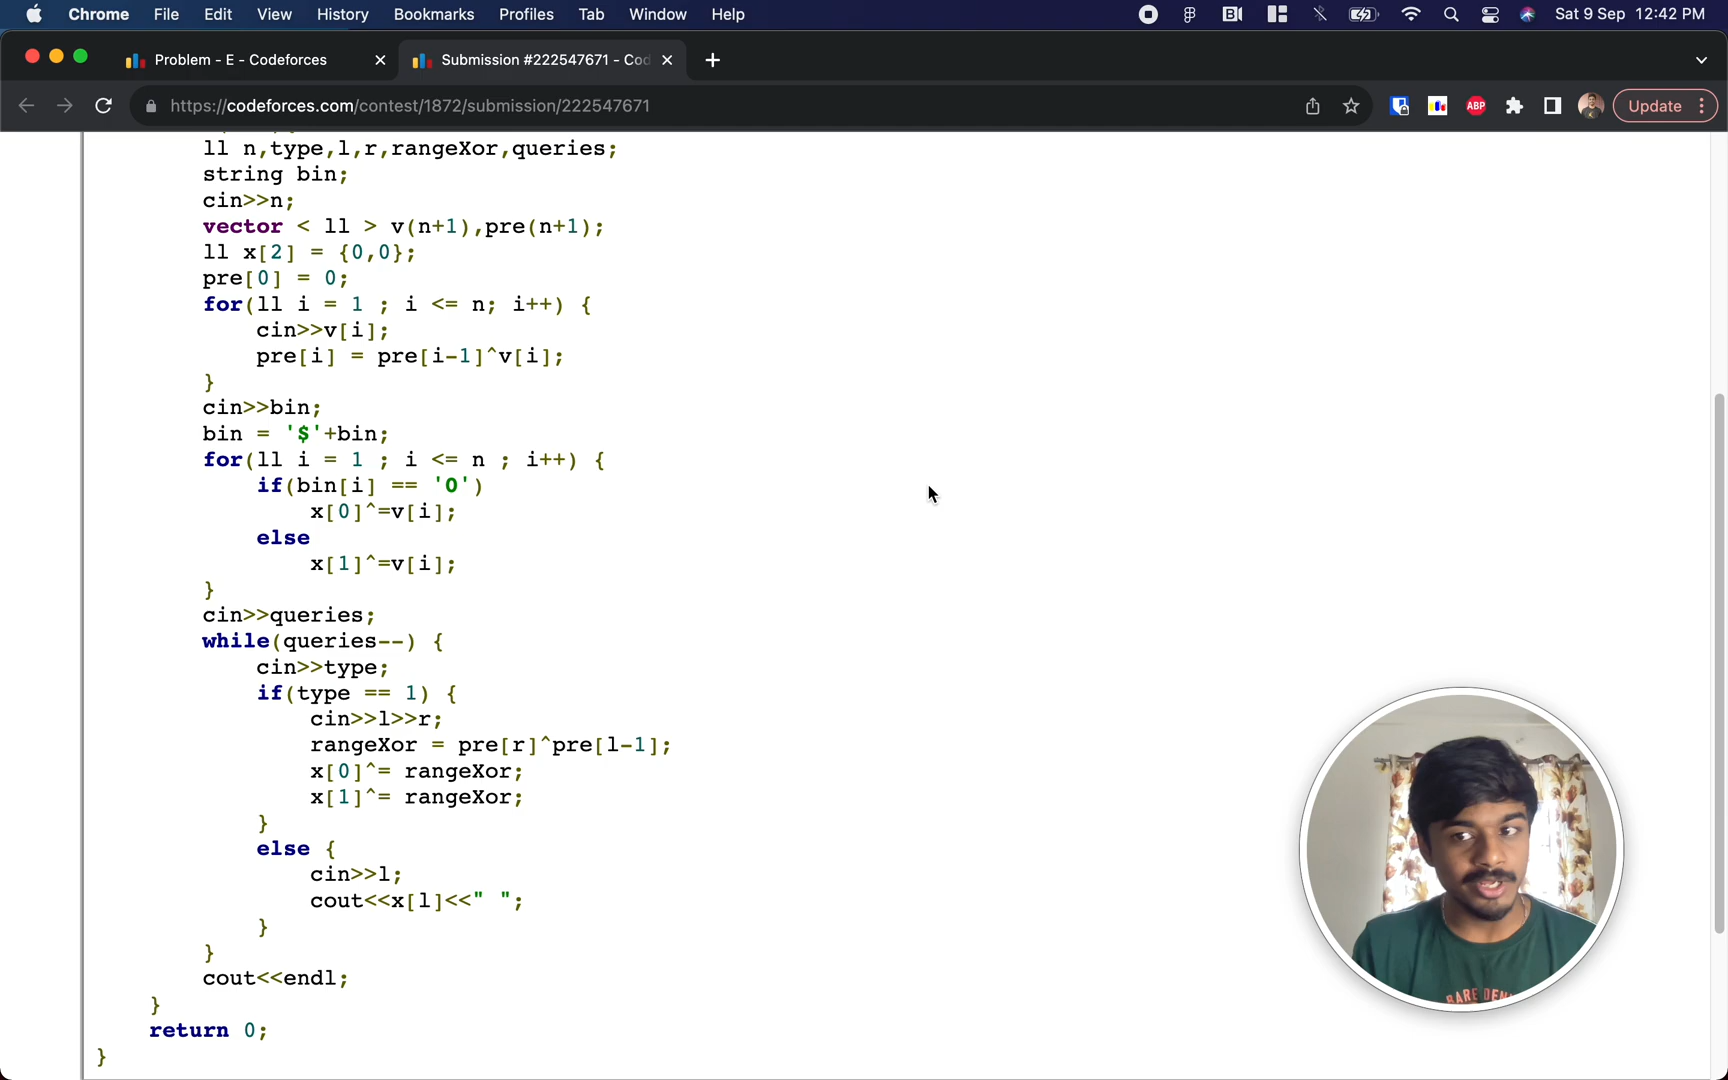 Chrome File Edit View History Bookmarks Profiles Tab Window Help Sat 9 Sep 12:42 PM
Problem - E - Codeforces
Submission #222547671 - Cod
https://codeforces.com/contest/1872/submission/222547671
ABP
Update
ll n,type,l,r,rangeXor,queries;
string bin;
cin>>n;
vector < ll > v(n+1),pre(n+1);
ll x[2] = {0,0};
pre[0] = 0;
for(ll i = 1 ; i <= n; i++) {
cin>>v[i];
pre[i] = pre[i-1]^v[i];
}
cin>>bin;
bin = '$'+bin;
for(ll i = 1 ; i <= n ; i++) {
if(bin[i] == '0')
x[0]^=v[i];
else
x[1]^=v[i];
}
cin>>queries;
while(queries--) {
cin>>type;
if(type == 1) {
cin>>l>>r;
rangeXor = pre[r]^pre[l-1];
x[0]^= rangeXor;
x[1]^= rangeXor;
}
else {
cin>>l;
cout<<x[l]<<" ";
}
}
cout<<endl;
}
return 0;
}